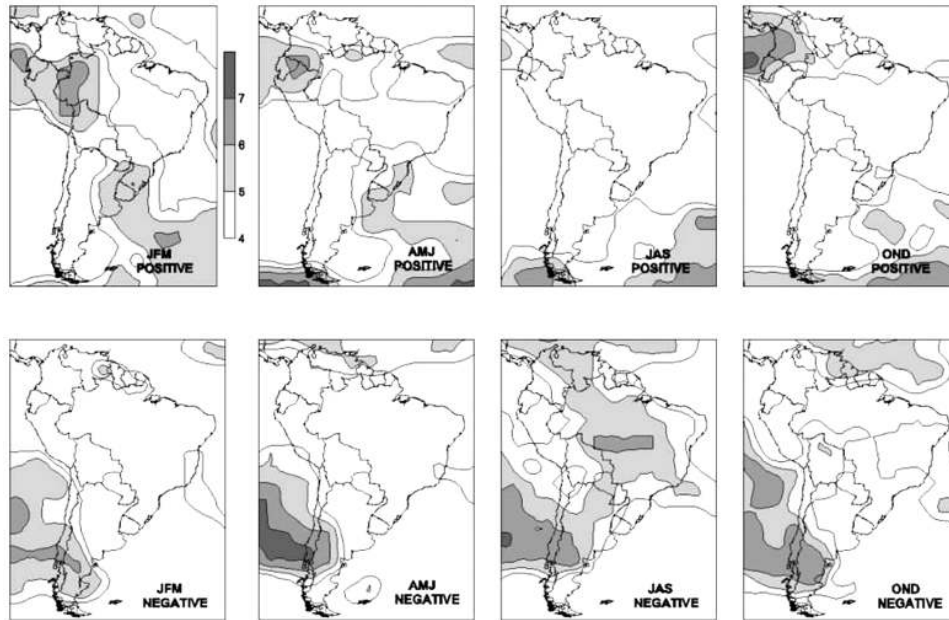 7
6
5
4
JFM
POSITIVE
AMJ
POSITIVE
JAS
POSITIVE
OND
POSITIVE
JFM
NEGATIVE
AMJ
NEGATIVE
JAS
NEGATIVE
OND
NEGATIVE